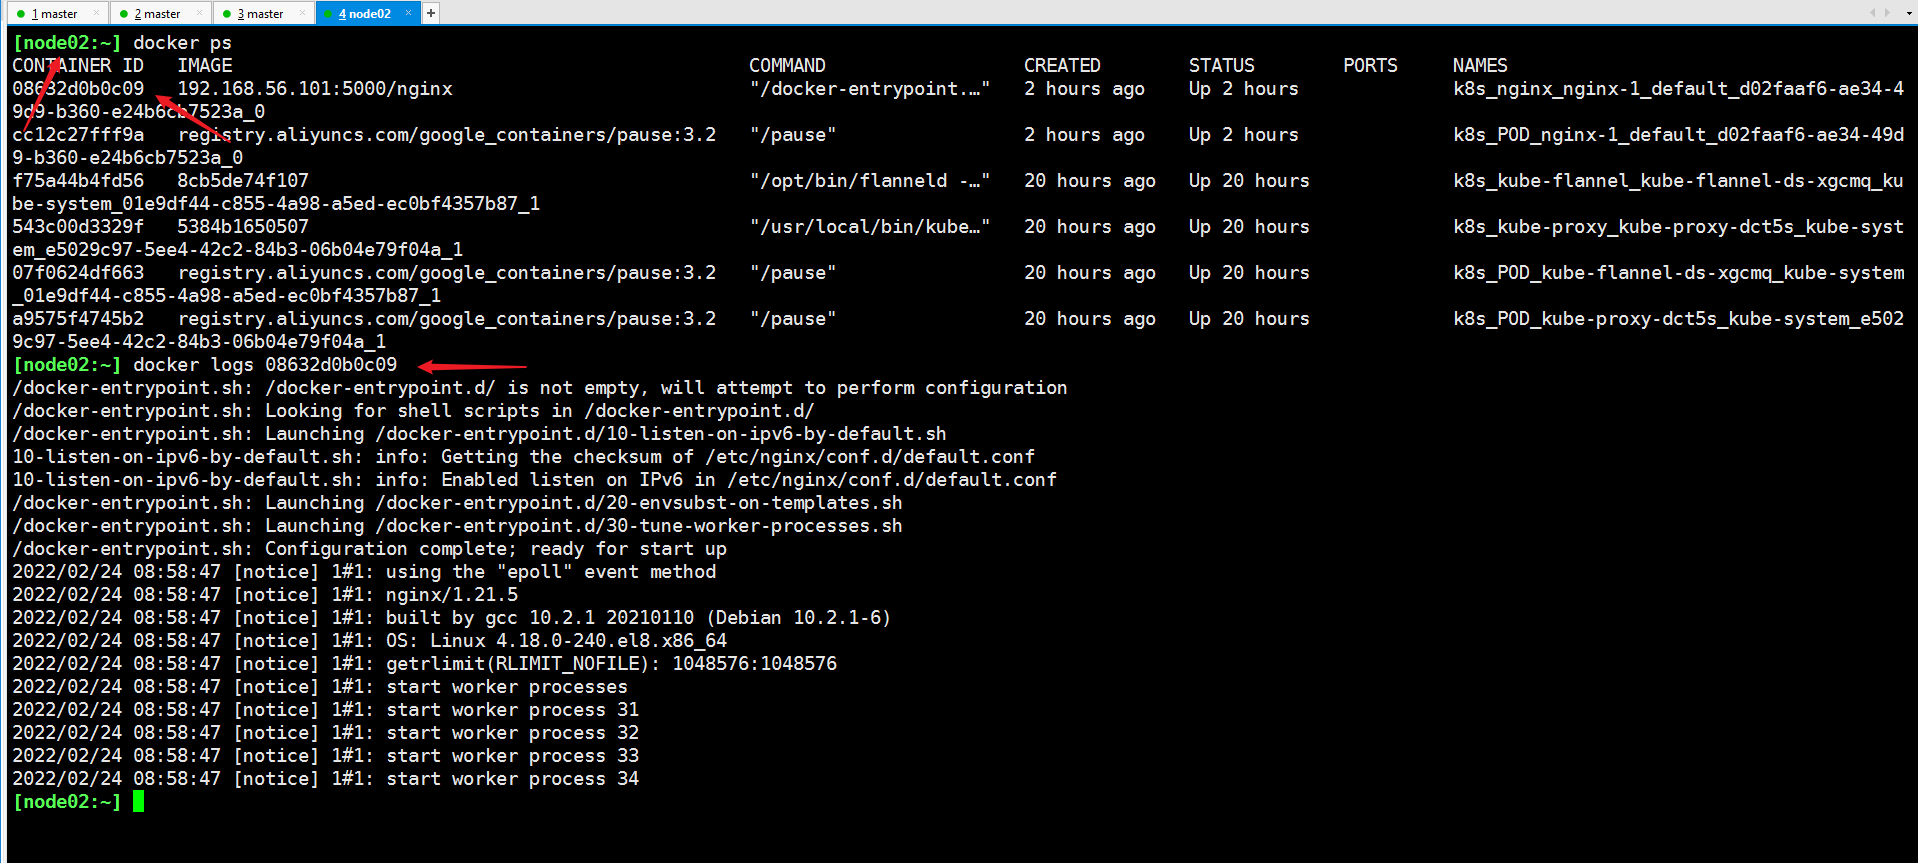 1 master × 2 master × 3 master × 4 node02 × +
[node02:~] docker ps
CONTAINER ID   IMAGE                                               COMMAND                  CREATED        STATUS        PORTS     NAMES
08632d0b0c09   192.168.56.101:5000/nginx                           "/docker-entrypoint.…"   2 hours ago    Up 2 hours              k8s_nginx_nginx-1_default_d02faaf6-ae34-4
9d9-b360-e24b6cb7523a_0
cc12c27fff9a   registry.aliyuncs.com/google_containers/pause:3.2   "/pause"                 2 hours ago    Up 2 hours              k8s_POD_nginx-1_default_d02faaf6-ae34-49d
9-b360-e24b6cb7523a_0
f75a44b4fd56   8cb5de74f107                                        "/opt/bin/flanneld -…"   20 hours ago   Up 20 hours             k8s_kube-flannel_kube-flannel-ds-xgcmq_ku
be-system_01e9df44-c855-4a98-a5ed-ec0bf4357b87_1
543c00d3329f   5384b1650507                                        "/usr/local/bin/kube…"   20 hours ago   Up 20 hours             k8s_kube-proxy_kube-proxy-dct5s_kube-syst
em_e5029c97-5ee4-42c2-84b3-06b04e79f04a_1
07f0624df663   registry.aliyuncs.com/google_containers/pause:3.2   "/pause"                 20 hours ago   Up 20 hours             k8s_POD_kube-flannel-ds-xgcmq_kube-system
_01e9df44-c855-4a98-a5ed-ec0bf4357b87_1
a9575f4745b2   registry.aliyuncs.com/google_containers/pause:3.2   "/pause"                 20 hours ago   Up 20 hours             k8s_POD_kube-proxy-dct5s_kube-system_e502
9c97-5ee4-42c2-84b3-06b04e79f04a_1
[node02:~] docker logs 08632d0b0c09
/docker-entrypoint.sh: /docker-entrypoint.d/ is not empty, will attempt to perform configuration
/docker-entrypoint.sh: Looking for shell scripts in /docker-entrypoint.d/
/docker-entrypoint.sh: Launching /docker-entrypoint.d/10-listen-on-ipv6-by-default.sh
10-listen-on-ipv6-by-default.sh: info: Getting the checksum of /etc/nginx/conf.d/default.conf
10-listen-on-ipv6-by-default.sh: info: Enabled listen on IPv6 in /etc/nginx/conf.d/default.conf
/docker-entrypoint.sh: Launching /docker-entrypoint.d/20-envsubst-on-templates.sh
/docker-entrypoint.sh: Launching /docker-entrypoint.d/30-tune-worker-processes.sh
/docker-entrypoint.sh: Configuration complete; ready for start up
2022/02/24 08:58:47 [notice] 1#1: using the "epoll" event method
2022/02/24 08:58:47 [notice] 1#1: nginx/1.21.5
2022/02/24 08:58:47 [notice] 1#1: built by gcc 10.2.1 20210110 (Debian 10.2.1-6)
2022/02/24 08:58:47 [notice] 1#1: OS: Linux 4.18.0-240.el8.x86_64
2022/02/24 08:58:47 [notice] 1#1: getrlimit(RLIMIT_NOFILE): 1048576:1048576
2022/02/24 08:58:47 [notice] 1#1: start worker processes
2022/02/24 08:58:47 [notice] 1#1: start worker process 31
2022/02/24 08:58:47 [notice] 1#1: start worker process 32
2022/02/24 08:58:47 [notice] 1#1: start worker process 33
2022/02/24 08:58:47 [notice] 1#1: start worker process 34
[node02:~]